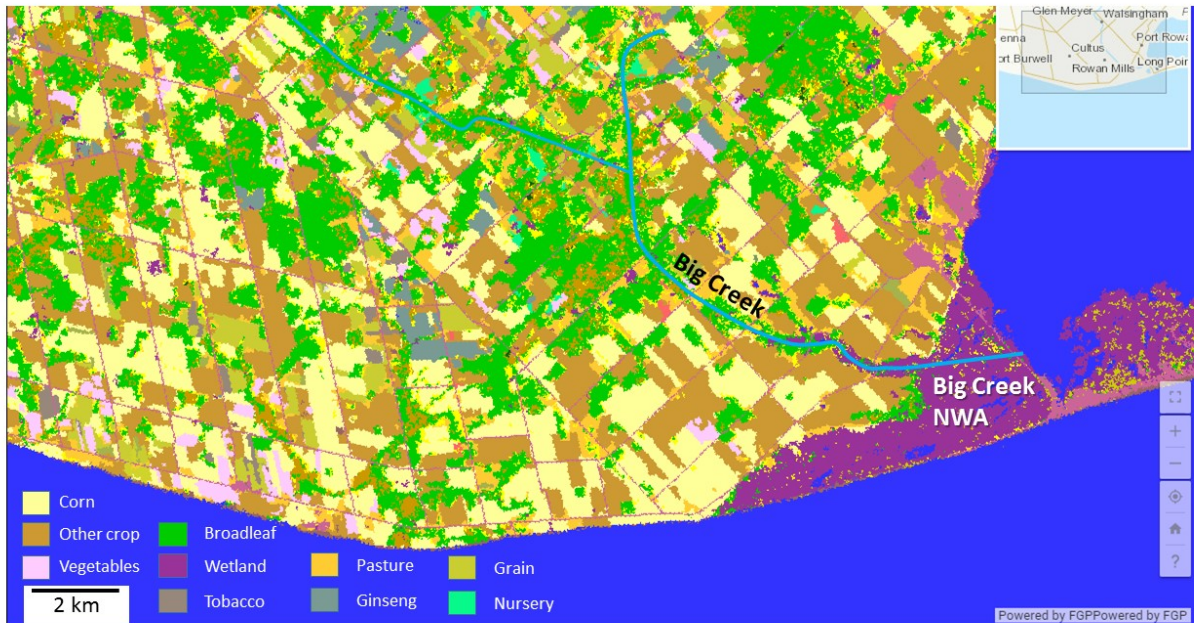 Glen Meyer
Walsingham
enna
Port Rowa
Cultus
ort Burwell
Long Poin
Rowan Mills
Big Creek
Big Creek
NWA
Corn
Other crop
Broadleaf
Vegetables
Wetland
Pasture
Grain
Tobacco
Ginseng
Nursery
2 km
+
−
?
Powered by FGPPowered by FGP